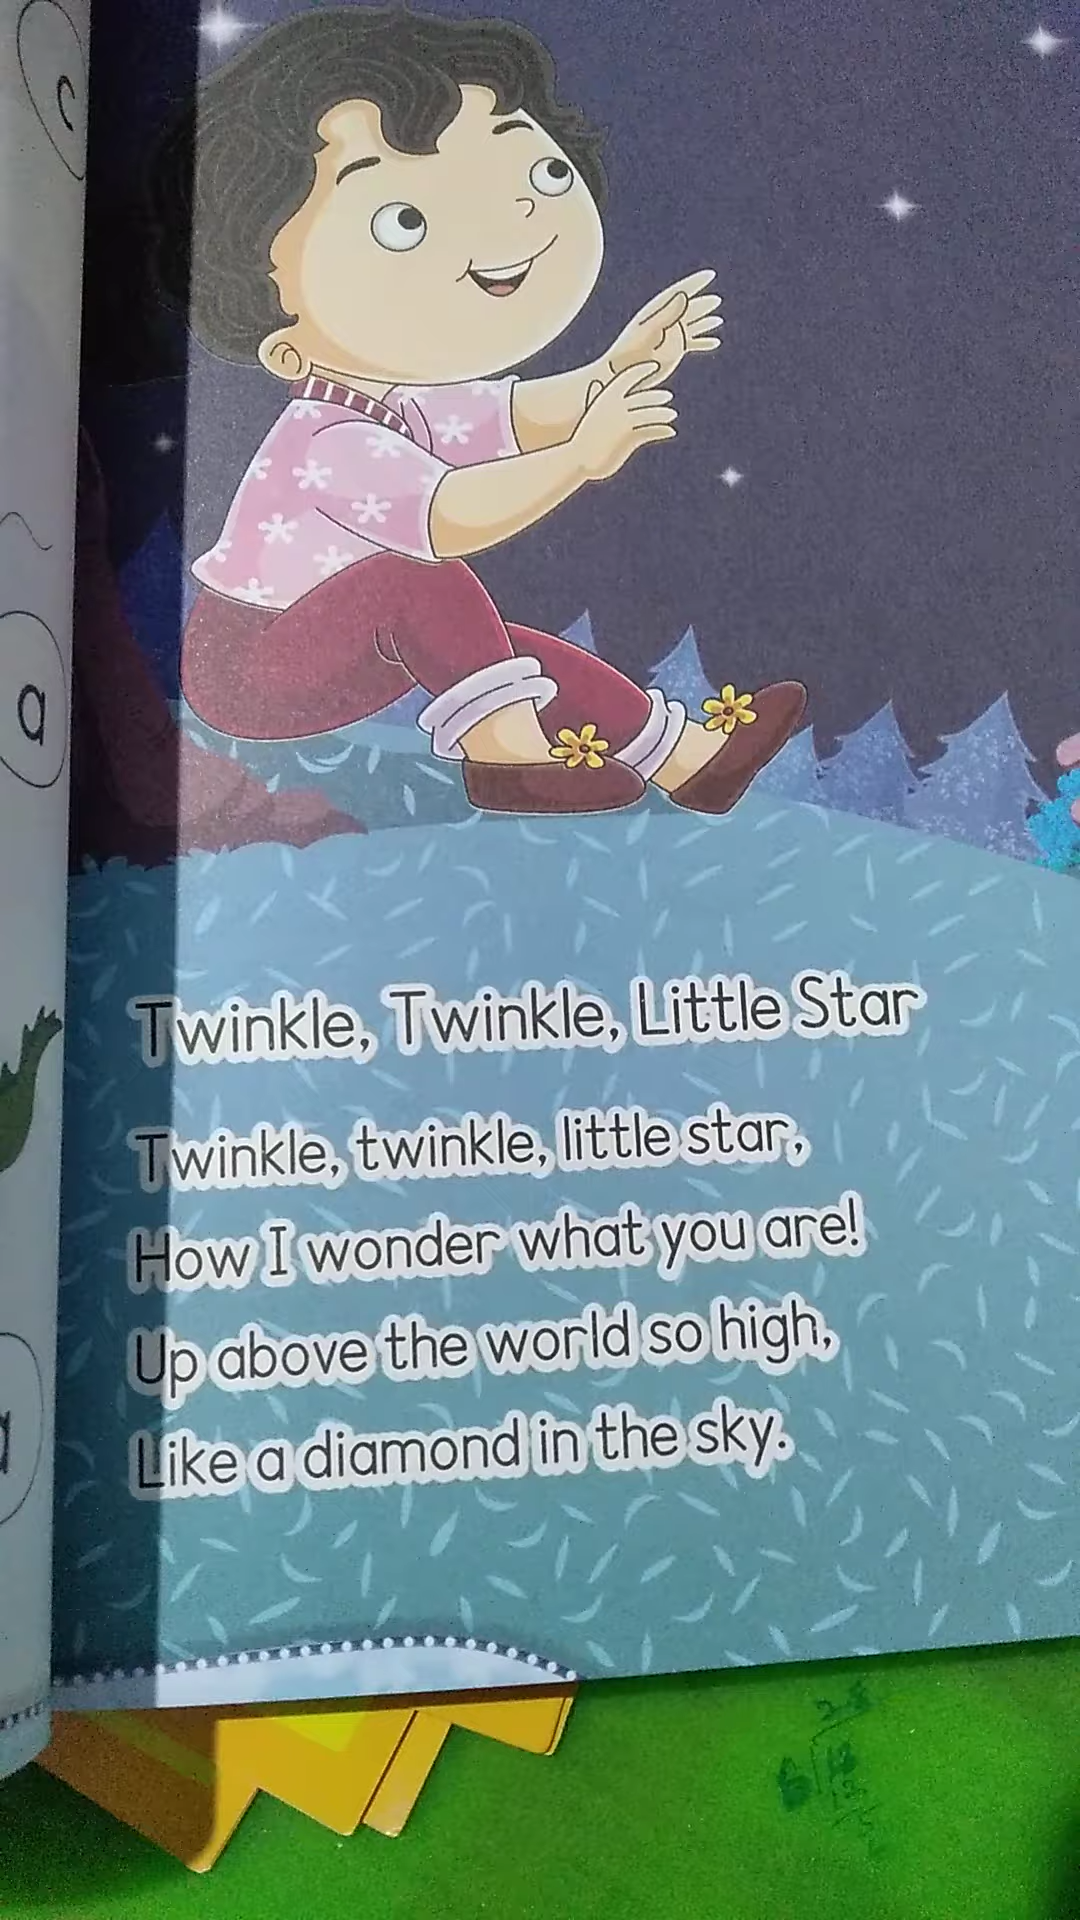 c
a
Twinkle, Twinkle, Little Star
Twinkle, twinkle, little star,
How I wonder what you are!
Up above the world so high,
Like a diamond in the sky.